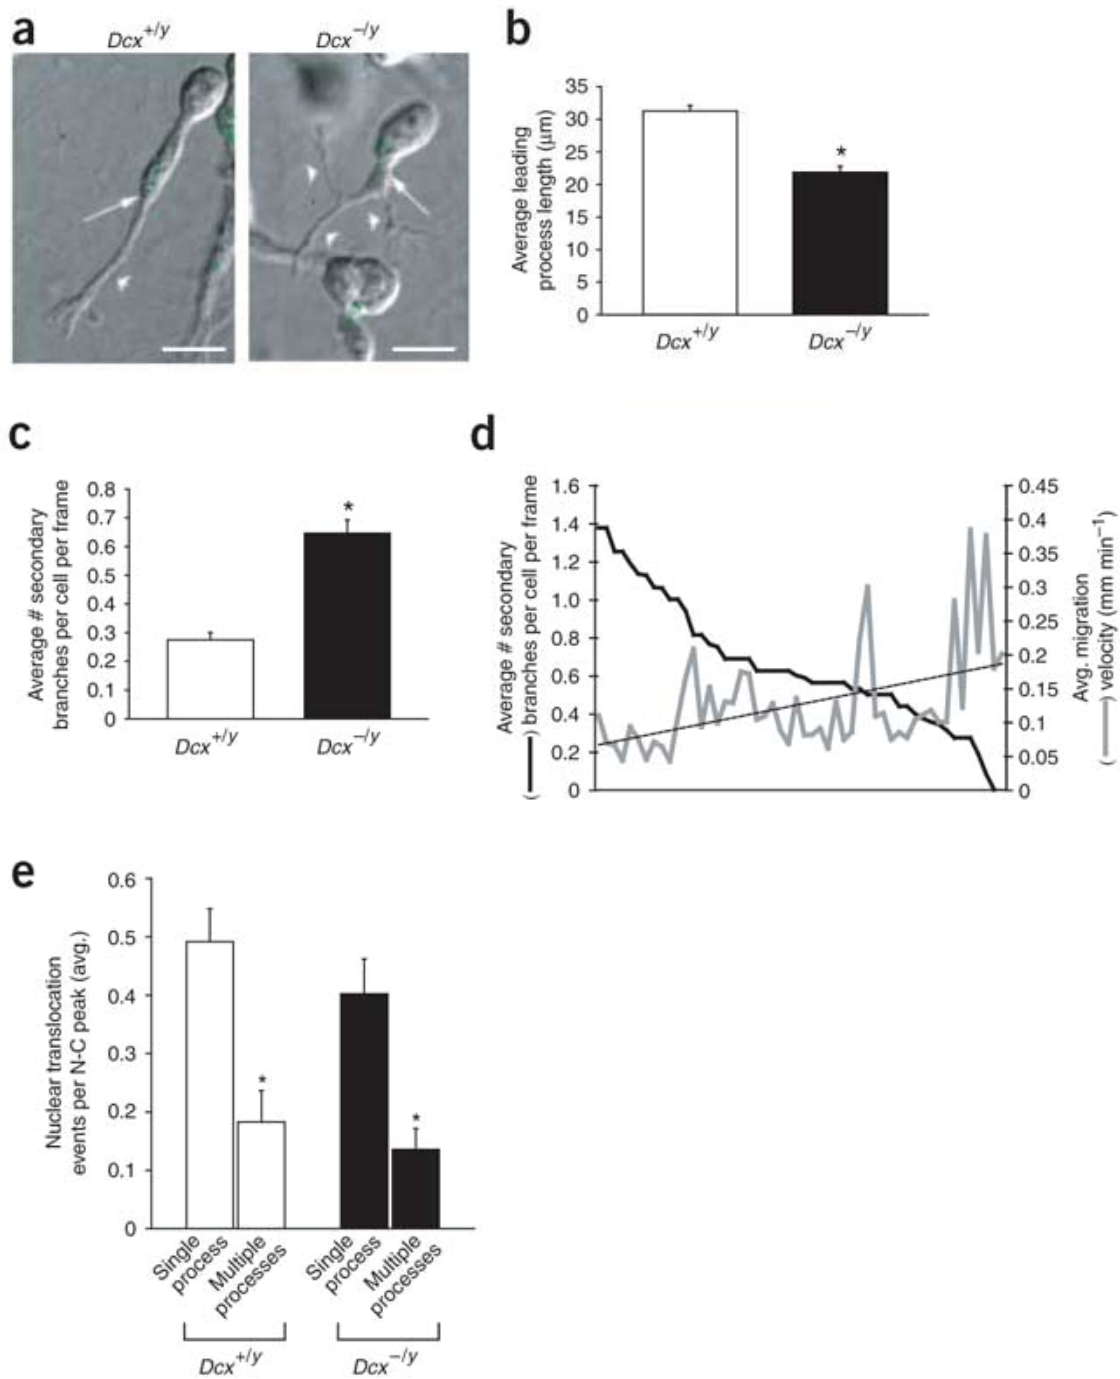 a
Dcx+/y
Dcx−/y
b
Average leading
process length (μm)
35
30
25
20
15
10
5
0
*
Dcx+/y
Dcx−/y
c
Average # secondary
branches per cell per frame
0.8
0.7
0.6
0.5
0.4
0.3
0.2
0.1
0
*
Dcx+/y
Dcx−/y
d
Average # secondary
(—) branches per cell per frame
1.6
1.4
1.2
1.0
0.8
0.6
0.4
0.2
0
0.45
0.4
0.35
0.3
0.25
0.2
0.15
0.1
0.05
0
Avg. migration
(—) velocity (mm min−1)
e
Nuclear translocation
events per N-C peak (avg.)
0.6
0.5
0.4
0.3
0.2
0.1
0
*
*
Single
process
Multiple
processes
Single
process
Multiple
processes
Dcx+/y
Dcx−/y